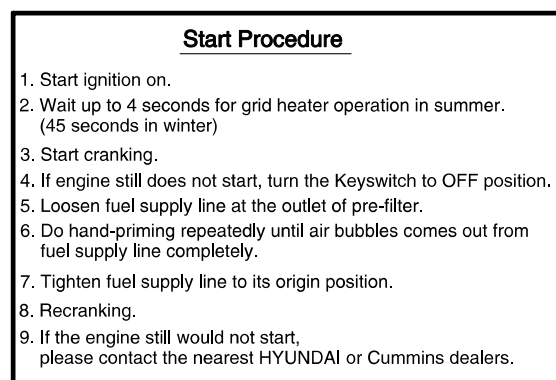 Start Procedure
1. Start ignition on.
2. Wait up to 4 seconds for grid heater operation in summer.
(45 seconds in winter)
3. Start cranking.
4. If engine still does not start, turn the Keyswitch to OFF position.
5. Loosen fuel supply line at the outlet of pre-filter.
6. Do hand-priming repeatedly until air bubbles comes out from
fuel supply line completely.
7. Tighten fuel supply line to its origin position.
8. Recranking.
9. If the engine still would not start,
please contact the nearest HYUNDAI or Cummins dealers.